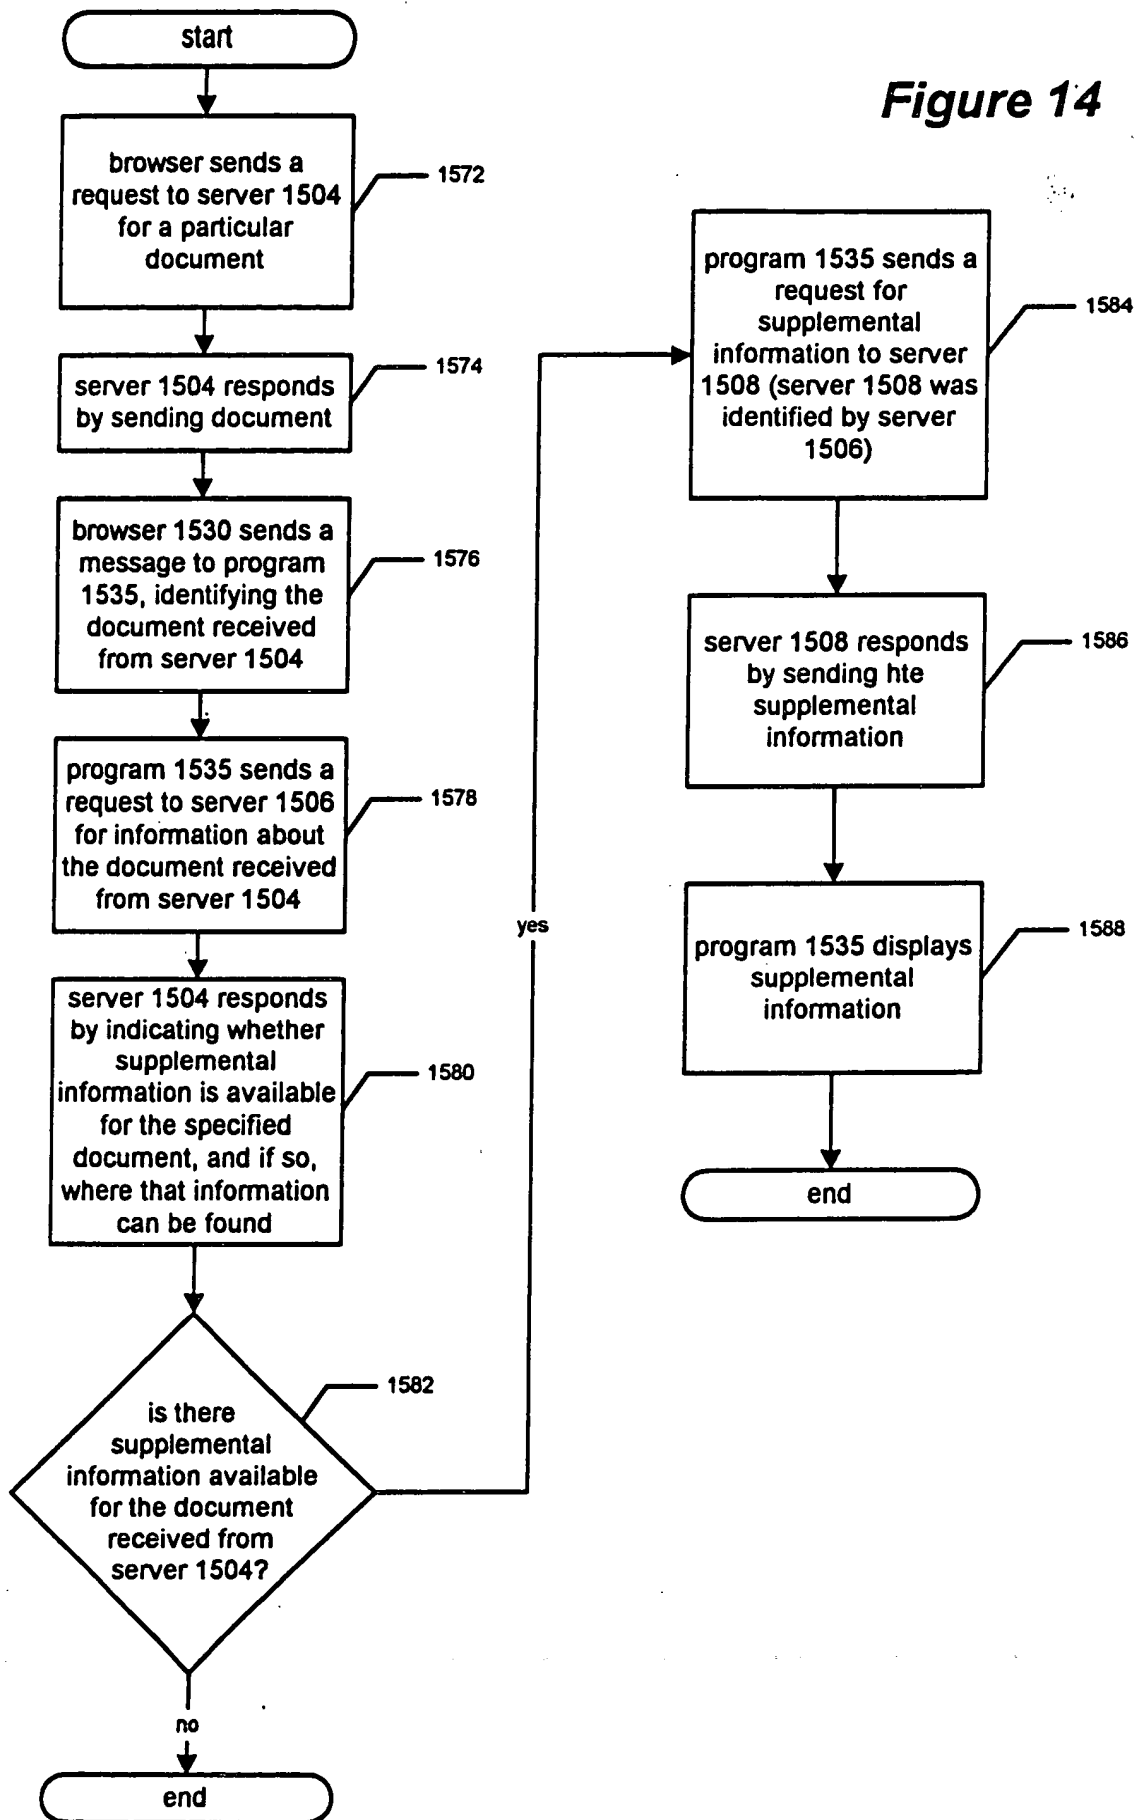 start
Figure 14
browser sends a
request to server 1504
for a particular
document
1572
server 1504 responds
by sending document
1574
browser 1530 sends a
message to program
1535, identifying the
document received
from server 1504
1576
program 1535 sends a
request to server 1506
for information about
the document received
from server 1504
1578
server 1504 responds
by indicating whether
supplemental
information is available
for the specified
document, and if so,
where that information
can be found
1580
is there
supplemental
information available
for the document
received from
server 1504?
1582
no
end
yes
program 1535 sends a
request for
supplemental
information to server
1508 (server 1508 was
identified by server
1506)
1584
server 1508 responds
by sending hte
supplemental
information
1586
program 1535 displays
supplemental
information
1588
end